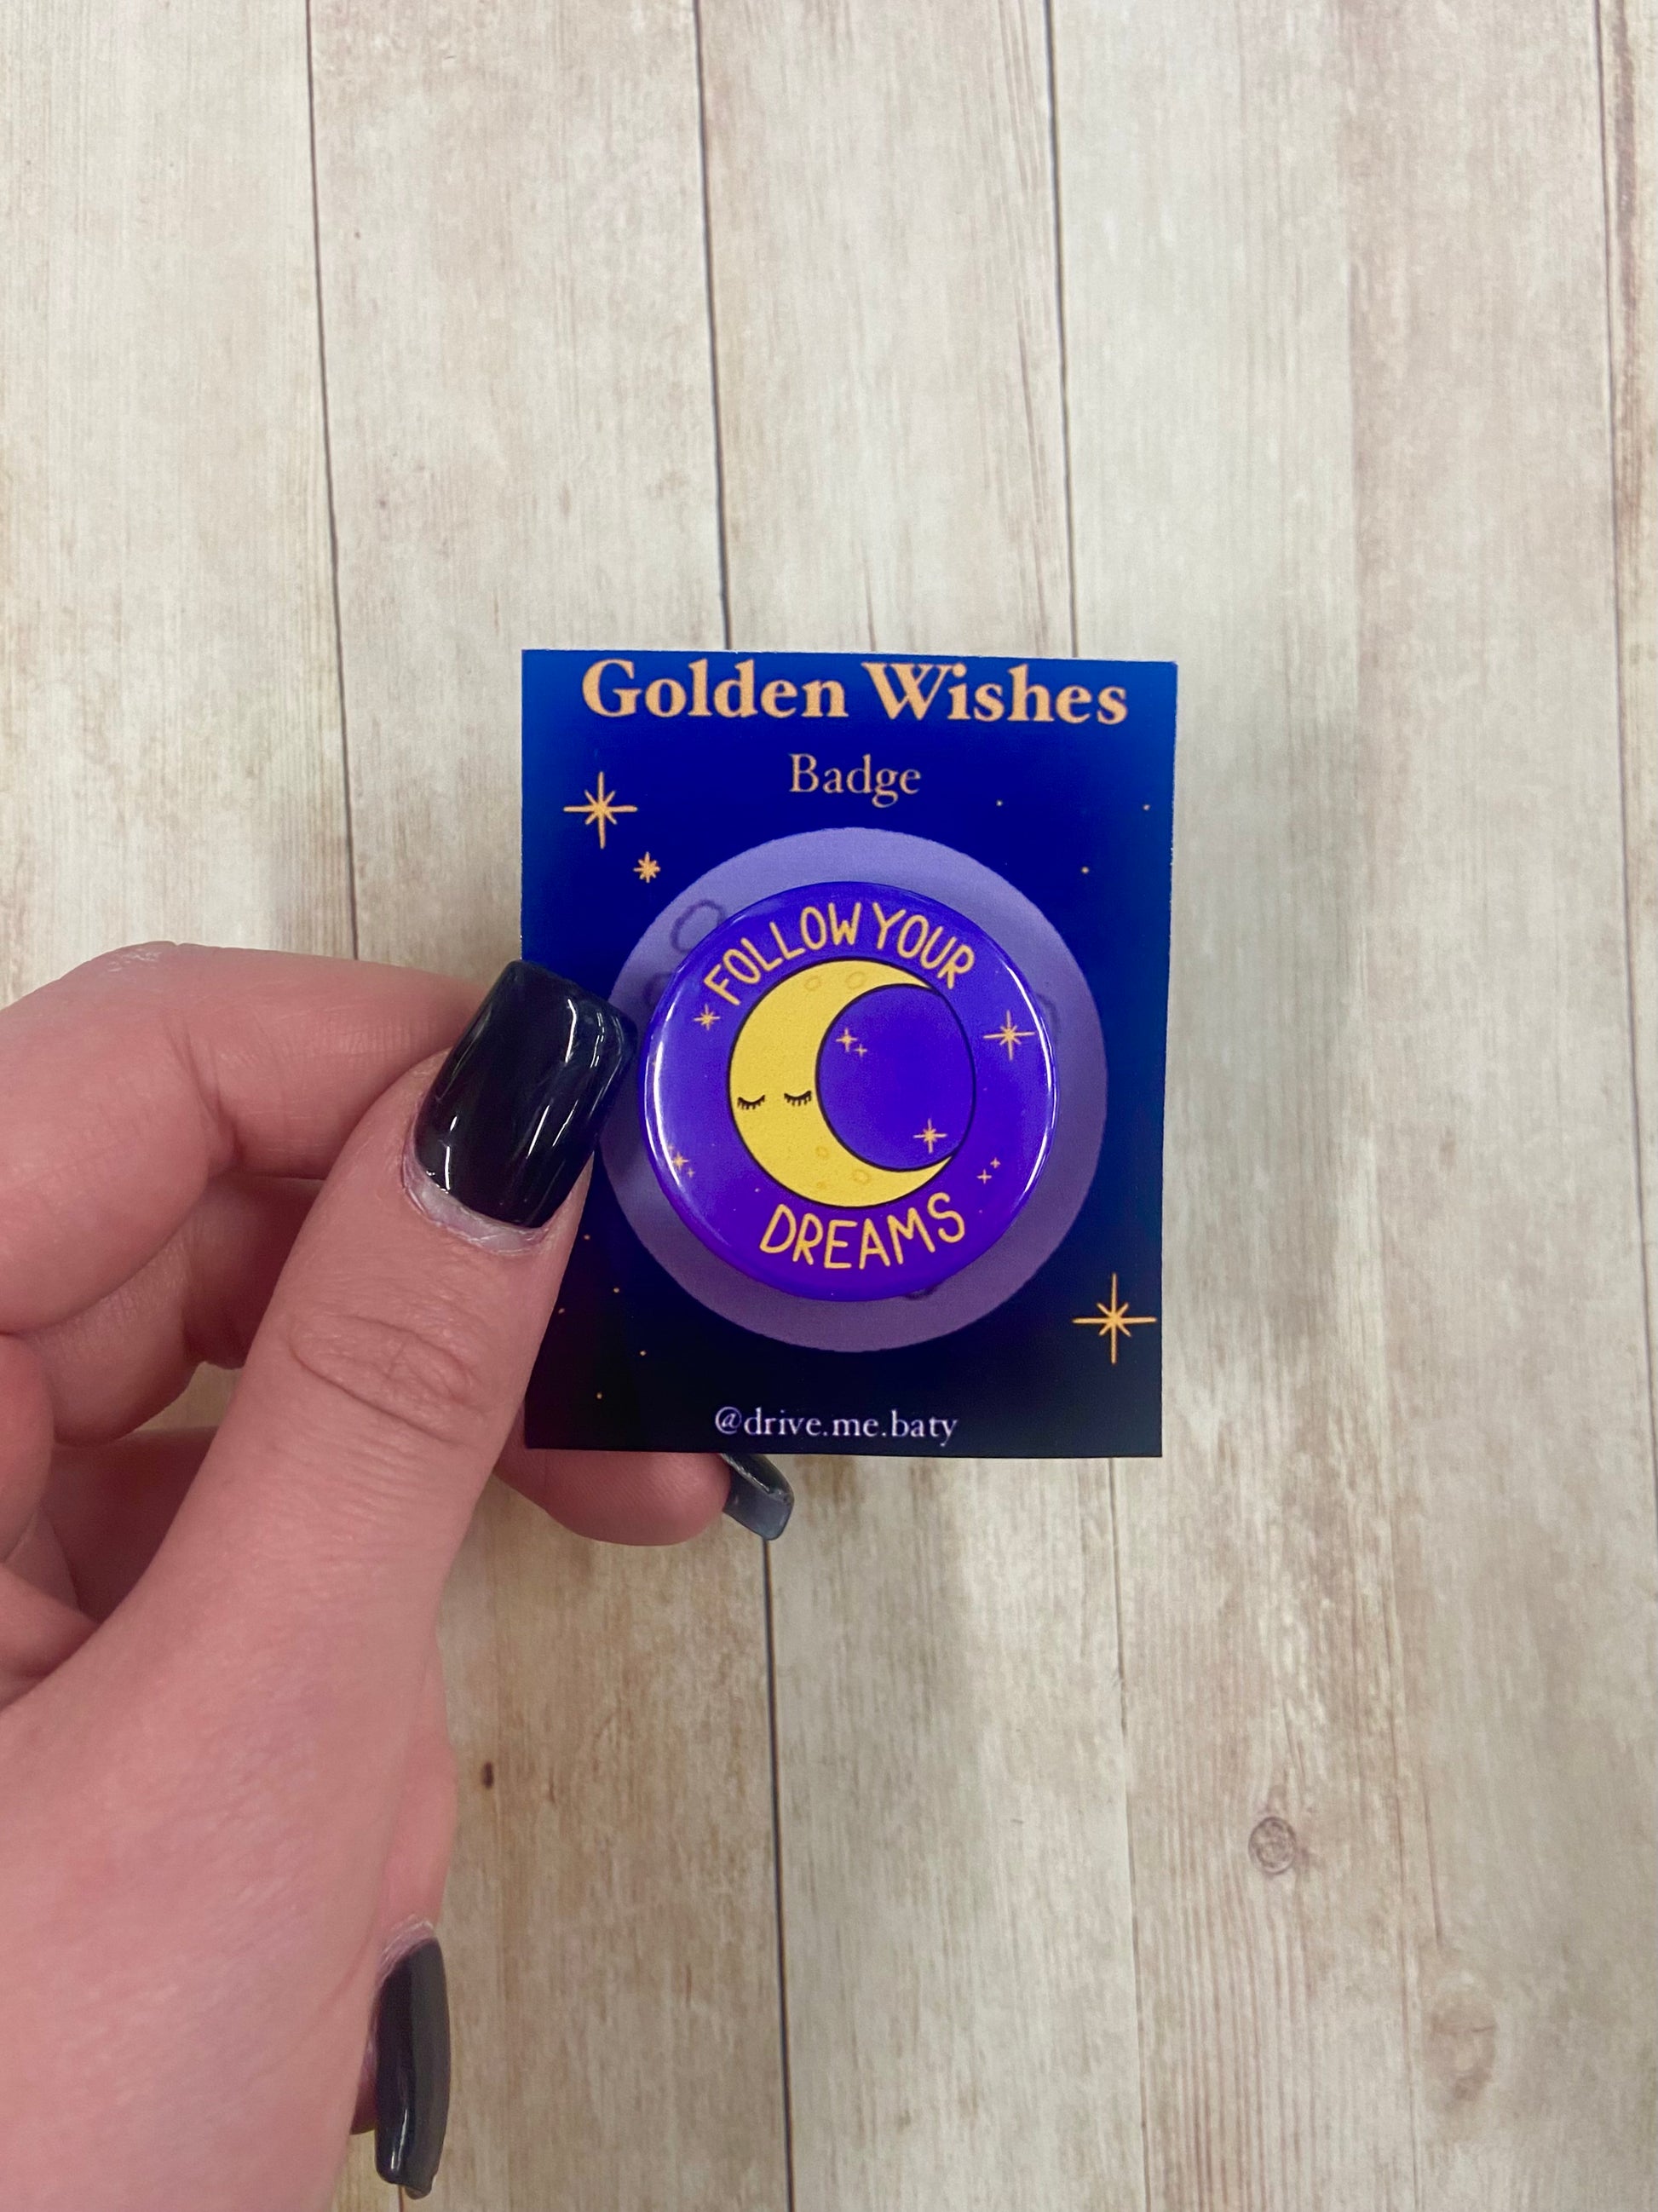 Golden Wishes
Badge
FOLLOW YOUR
DREAMS
@drive.me.baty